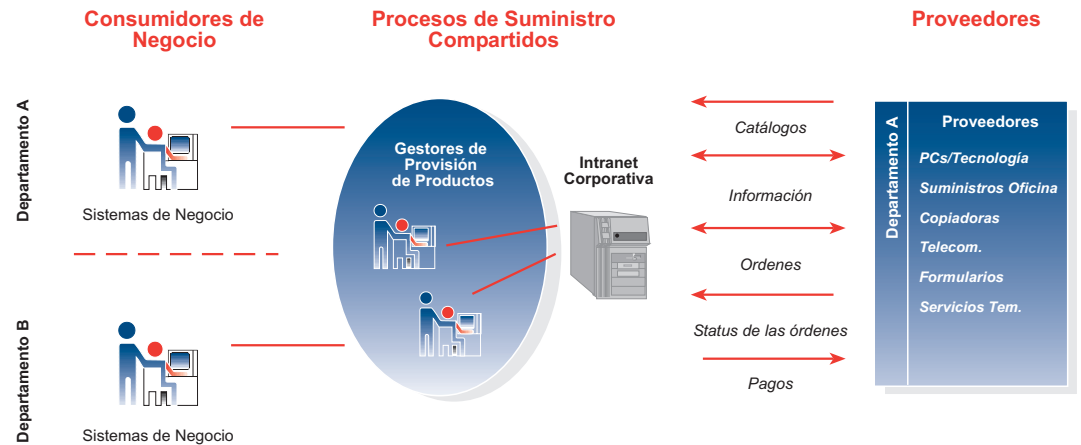 Consumidores de
Negocio
Procesos de Suministro
Compartidos
Proveedores
Departamento A
Sistemas de Negocio
Departamento B
Sistemas de Negocio
Gestores de
Provisión
de Productos
Intranet
Corporativa
Catálogos
Información
Ordenes
Status de las órdenes
Pagos
Departamento A
Proveedores
PCs/Tecnología
Suministros Oficina
Copiadoras
Telecom.
Formularios
Servicios Tem.